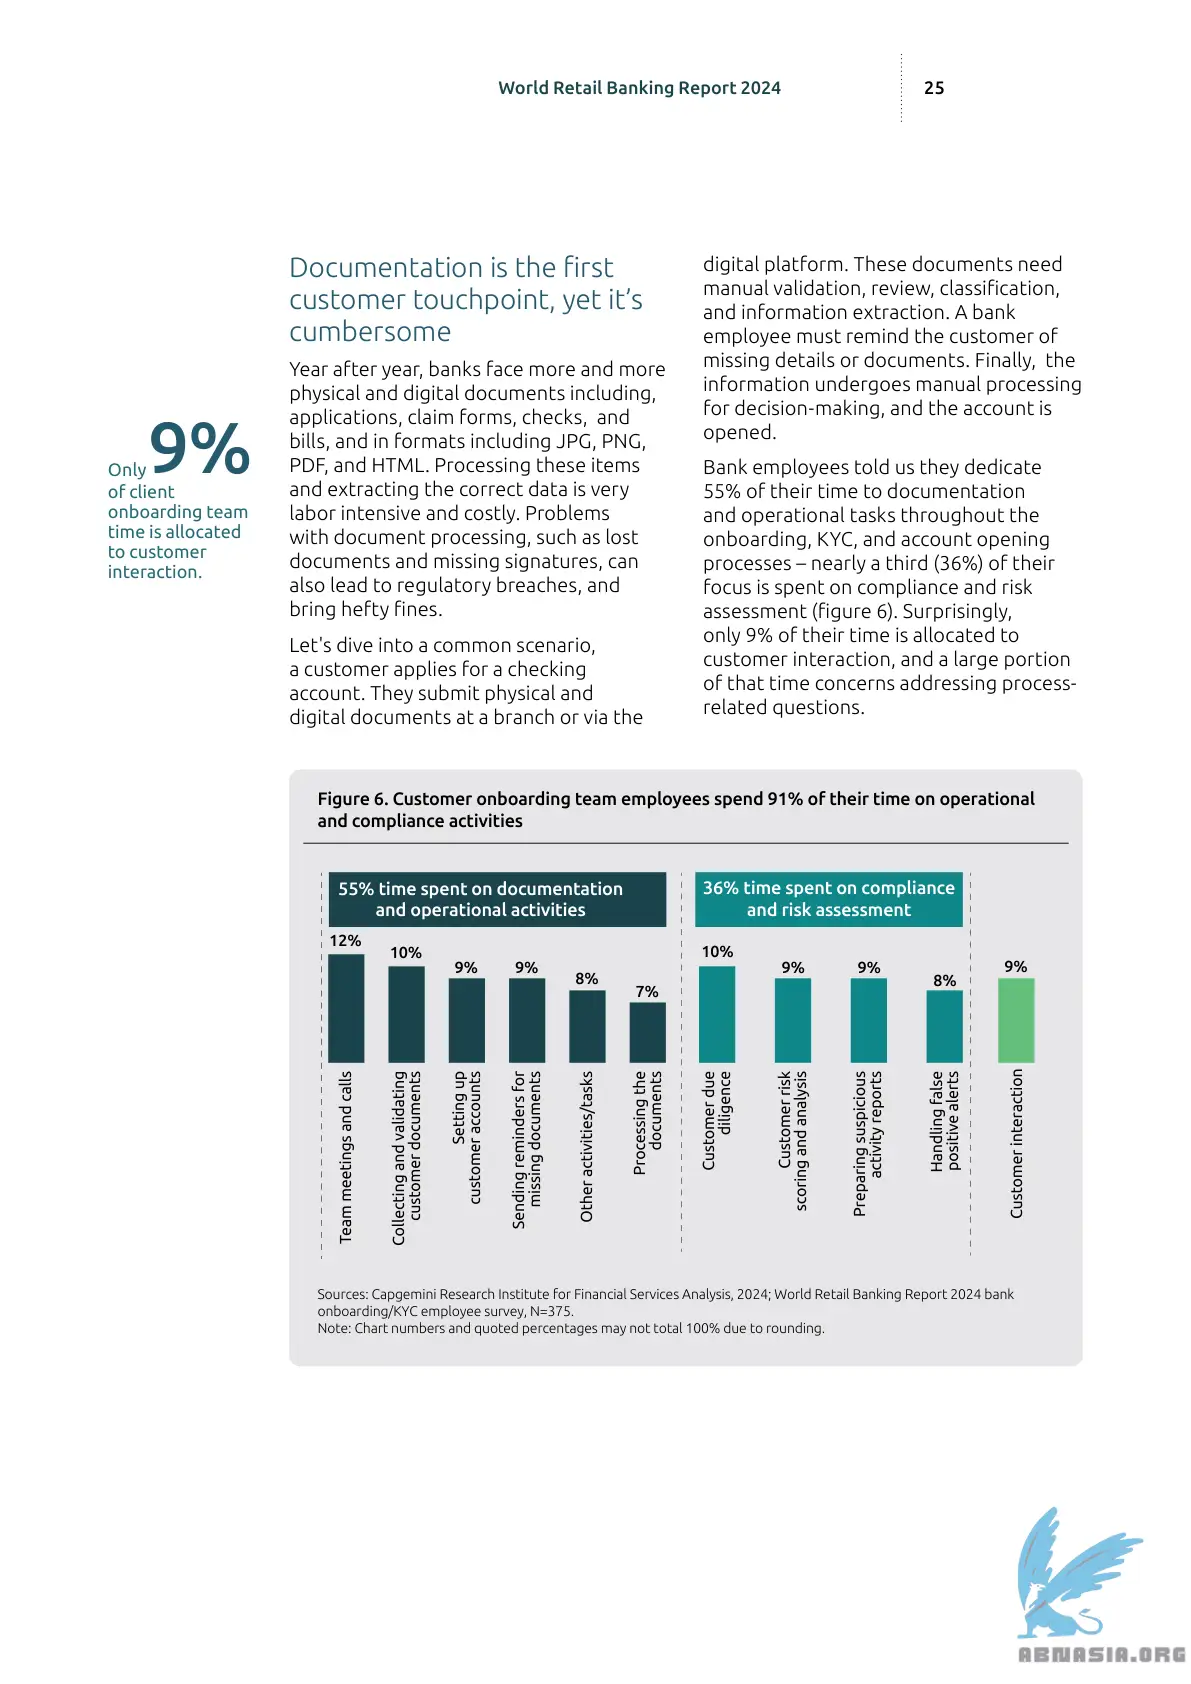 World Retail Banking Report 2024
25
Only 9%
of client
onboarding team
time is allocated
to customer
interaction.
Documentation is the first
customer touchpoint, yet it’s
cumbersome
Year after year, banks face more and more
physical and digital documents including,
applications, claim forms, checks,  and
bills, and in formats including JPG, PNG,
PDF, and HTML. Processing these items
and extracting the correct data is very
labor intensive and costly. Problems
with document processing, such as lost
documents and missing signatures, can
also lead to regulatory breaches, and
bring hefty fines.
Let's dive into a common scenario,
a customer applies for a checking
account. They submit physical and
digital documents at a branch or via the
digital platform. These documents need
manual validation, review, classification,
and information extraction. A bank
employee must remind the customer of
missing details or documents. Finally,  the
information undergoes manual processing
for decision-making, and the account is
opened.
Bank employees told us they dedicate
55% of their time to documentation
and operational tasks throughout the
onboarding, KYC, and account opening
processes – nearly a third (36%) of their
focus is spent on compliance and risk
assessment (figure 6). Surprisingly,
only 9% of their time is allocated to
customer interaction, and a large portion
of that time concerns addressing process-
related questions.
Figure 6. Customer onboarding team employees spend 91% of their time on operational
and compliance activities
55% time spent on documentation
and operational activities
12%
10%
9%
9%
8%
7%
Team meetings and calls
Collecting and validating
customer documents
Setting up
customer accounts
Sending reminders for
missing documents
Other activities/tasks
Processing the
documents
36% time spent on compliance
and risk assessment
10%
9%
9%
8%
Customer due
diligence
Customer risk
scoring and analysis
Preparing suspicious
activity reports
Handling false
positive alerts
9%
Customer interaction
Sources: Capgemini Research Institute for Financial Services Analysis, 2024; World Retail Banking Report 2024 bank
onboarding/KYC employee survey, N=375.
Note: Chart numbers and quoted percentages may not total 100% due to rounding.
ABNASIA.ORG